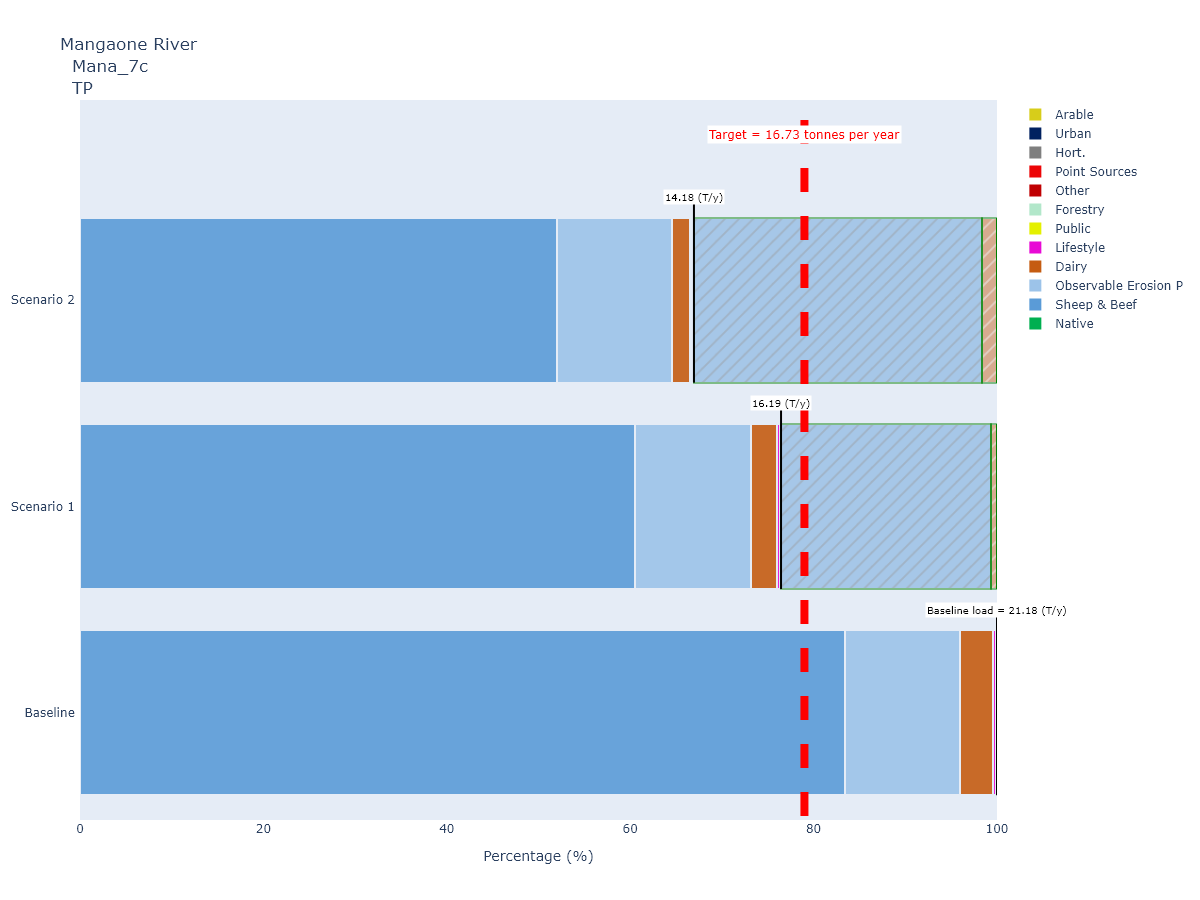 Mangaone River
Mana_7c
TP
Target = 16.73 tonnes per year
14.18 (T/y)
Scenario 2
16.19 (T/y)
Scenario 1
Baseline load = 21.18 (T/y)
Baseline
0 20 40 60 80 100
Percentage (%)
Arable
Urban
Hort.
Point Sources
Other
Forestry
Public
Lifestyle
Dairy
Observable Erosion P
Sheep & Beef
Native